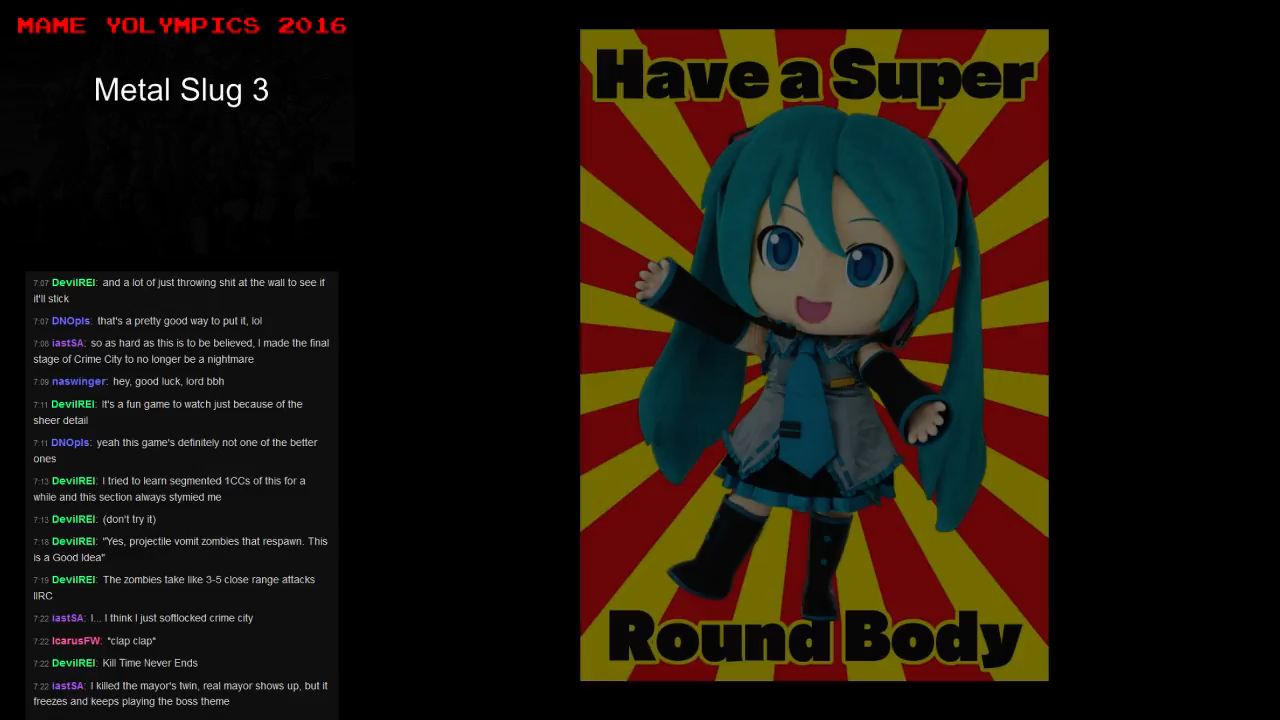 MAME YOLYMPICS 2016
Metal Slug 3
Have a Super
Round Body
7:07 DevilREI: and a lot of just throwing shit at the wall to see if
it'll stick
7:07 DNOpls: that's a pretty good way to put it, lol
7:08 iastSA: so as hard as this is to be believed, I made the final
stage of Crime City to no longer be a nightmare
7:09 naswinger: hey, good luck, lord bbh
7:11 DevilREI: It's a fun game to watch just because of the
sheer detail
7:11 DNOpls: yeah this game's definitely not one of the better
ones
7:13 DevilREI: I tried to learn segmented 1CCs of this for a
while and this section always stymied me
7:13 DevilREI: (don't try it)
7:18 DevilREI: "Yes, projectile vomit zombies that respawn. This
is a Good Idea"
7:19 DevilREI: The zombies take like 3-5 close range attacks
IIRC
7:22 iastSA: I... I think I just softlocked crime city
7:22 IcarusFW: *clap clap*
7:22 DevilREI: Kill Time Never Ends
7:22 iastSA: I killed the mayor's twin, real mayor shows up, but it
freezes and keeps playing the boss theme